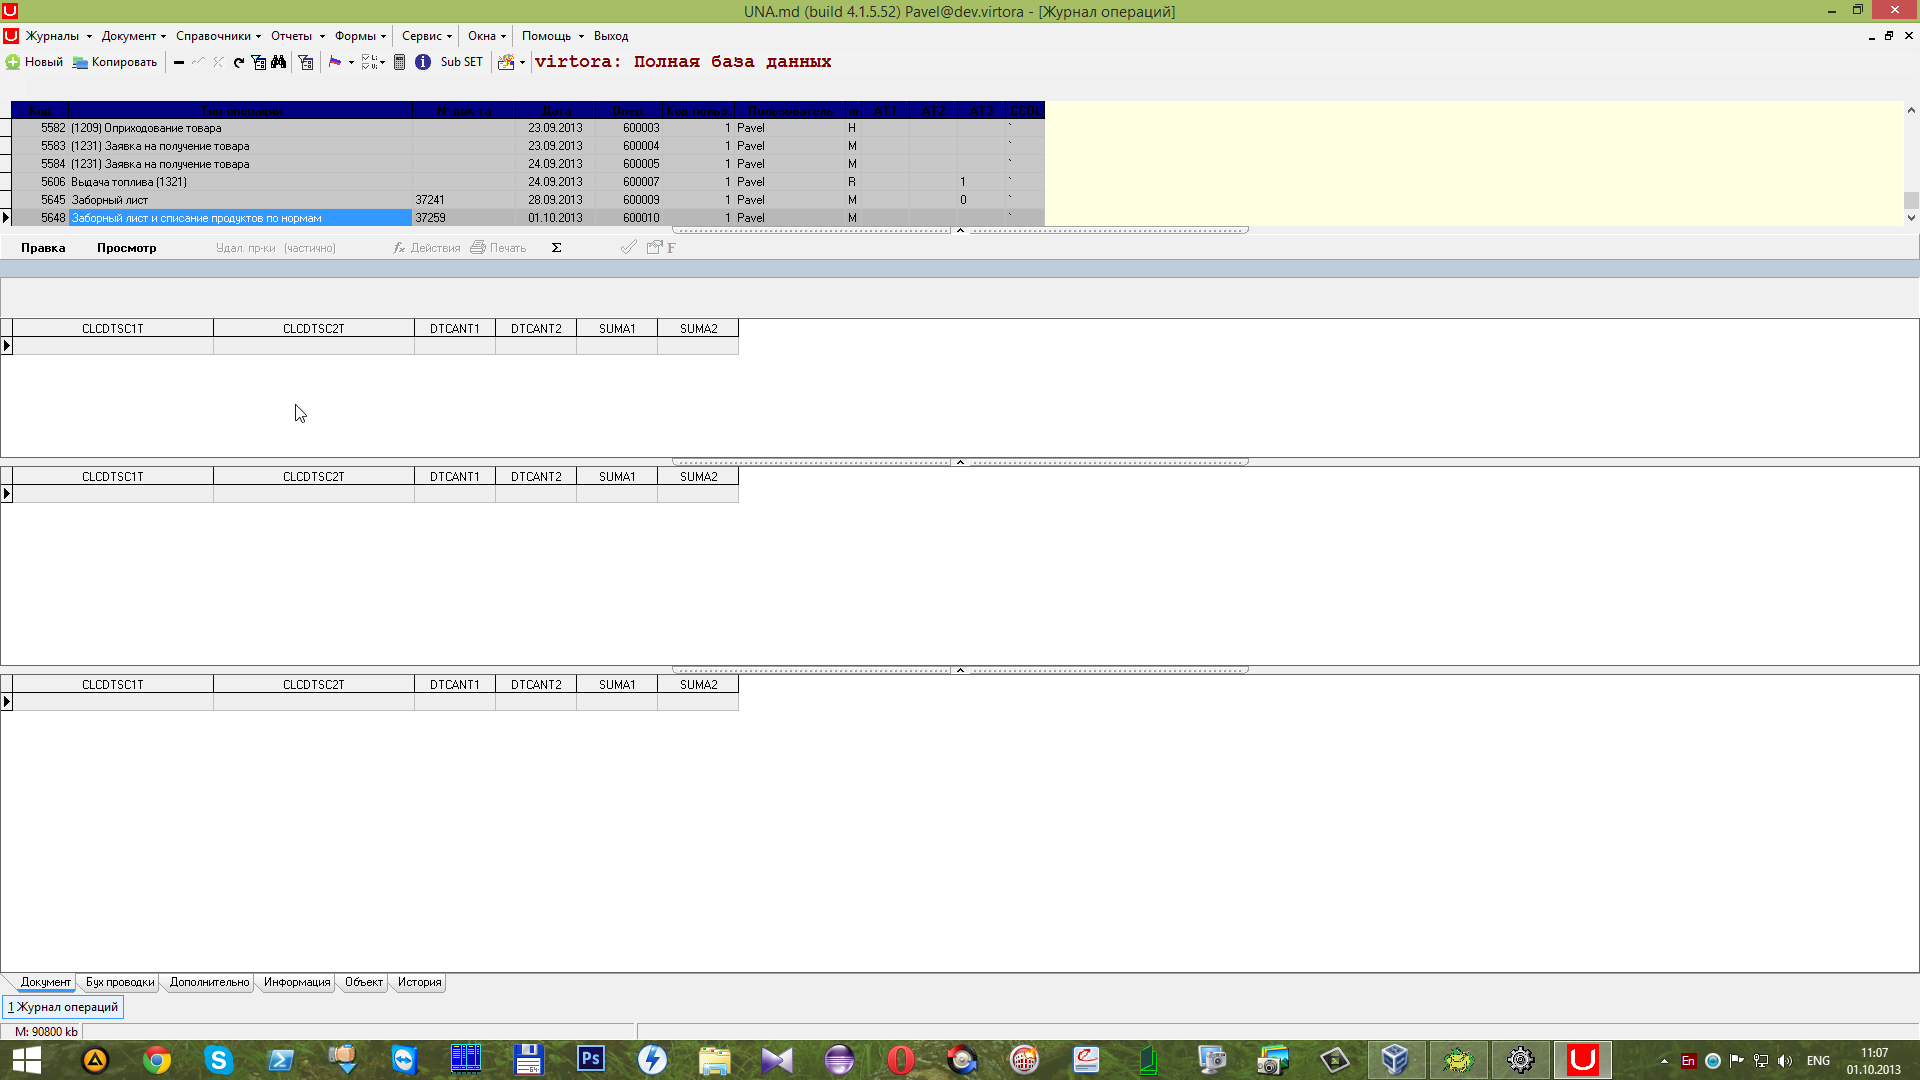 UNA.md (build 4.1.5.52) Pavel@dev.virtora - [Журнал операций]
Журналы Документ Справочники Отчеты Формы Сервис Окна Помощь Выход
Новый Копировать Sub SET virtora: Полная база данных
Код Тип операции № док-та Дата Опер. Пользователь m AT1 AT2 AT3
5582 (1209) Оприходование товара 23.09.2013 600003 1 Pavel H `
5583 (1231) Заявка на получение товара 23.09.2013 600004 1 Pavel M `
5584 (1231) Заявка на получение товара 24.09.2013 600005 1 Pavel M `
5606 Выдача топлива (1321) 24.09.2013 600007 1 Pavel R 1 `
5645 Заборный лист 37241 28.09.2013 600009 1 Pavel M 0 `
5648 Заборный лист и списание продуктов по нормам 37259 01.10.2013 600010 1 Pavel M `
Правка Просмотр Удал. пр-ки (частично) fx Действия Печать Σ F
CLCDTSC1T CLCDTSC2T DTCANT1 DTCANT2 SUMA1 SUMA2
CLCDTSC1T CLCDTSC2T DTCANT1 DTCANT2 SUMA1 SUMA2
CLCDTSC1T CLCDTSC2T DTCANT1 DTCANT2 SUMA1 SUMA2
Документ Бух проводки Дополнительно Информация Объект История
1 Журнал операций
M: 90800 kb
Ps 64 En ENG 11:07
01.10.2013